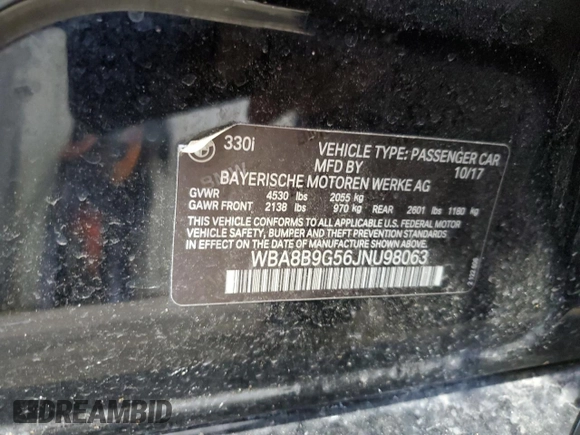 330i
VEHICLE TYPE: PASSENGER CAR
MFD BY 10/17
BAYERISCHE MOTOREN WERKE AG
GVWR 4530 lbs 2055 kg
GAWR FRONT 2138 lbs 970 kg REAR 2601 lbs 1180 kg
THIS VEHICLE CONFORMS TO ALL APPLICABLE U.S. FEDERAL MOTOR
VEHICLE SAFETY, BUMPER AND THEFT PREVENTION STANDARDS
IN EFFECT ON THE DATE OF MANUFACTURE SHOWN ABOVE.
WBA8B9G56JNU98063
DREAMBID